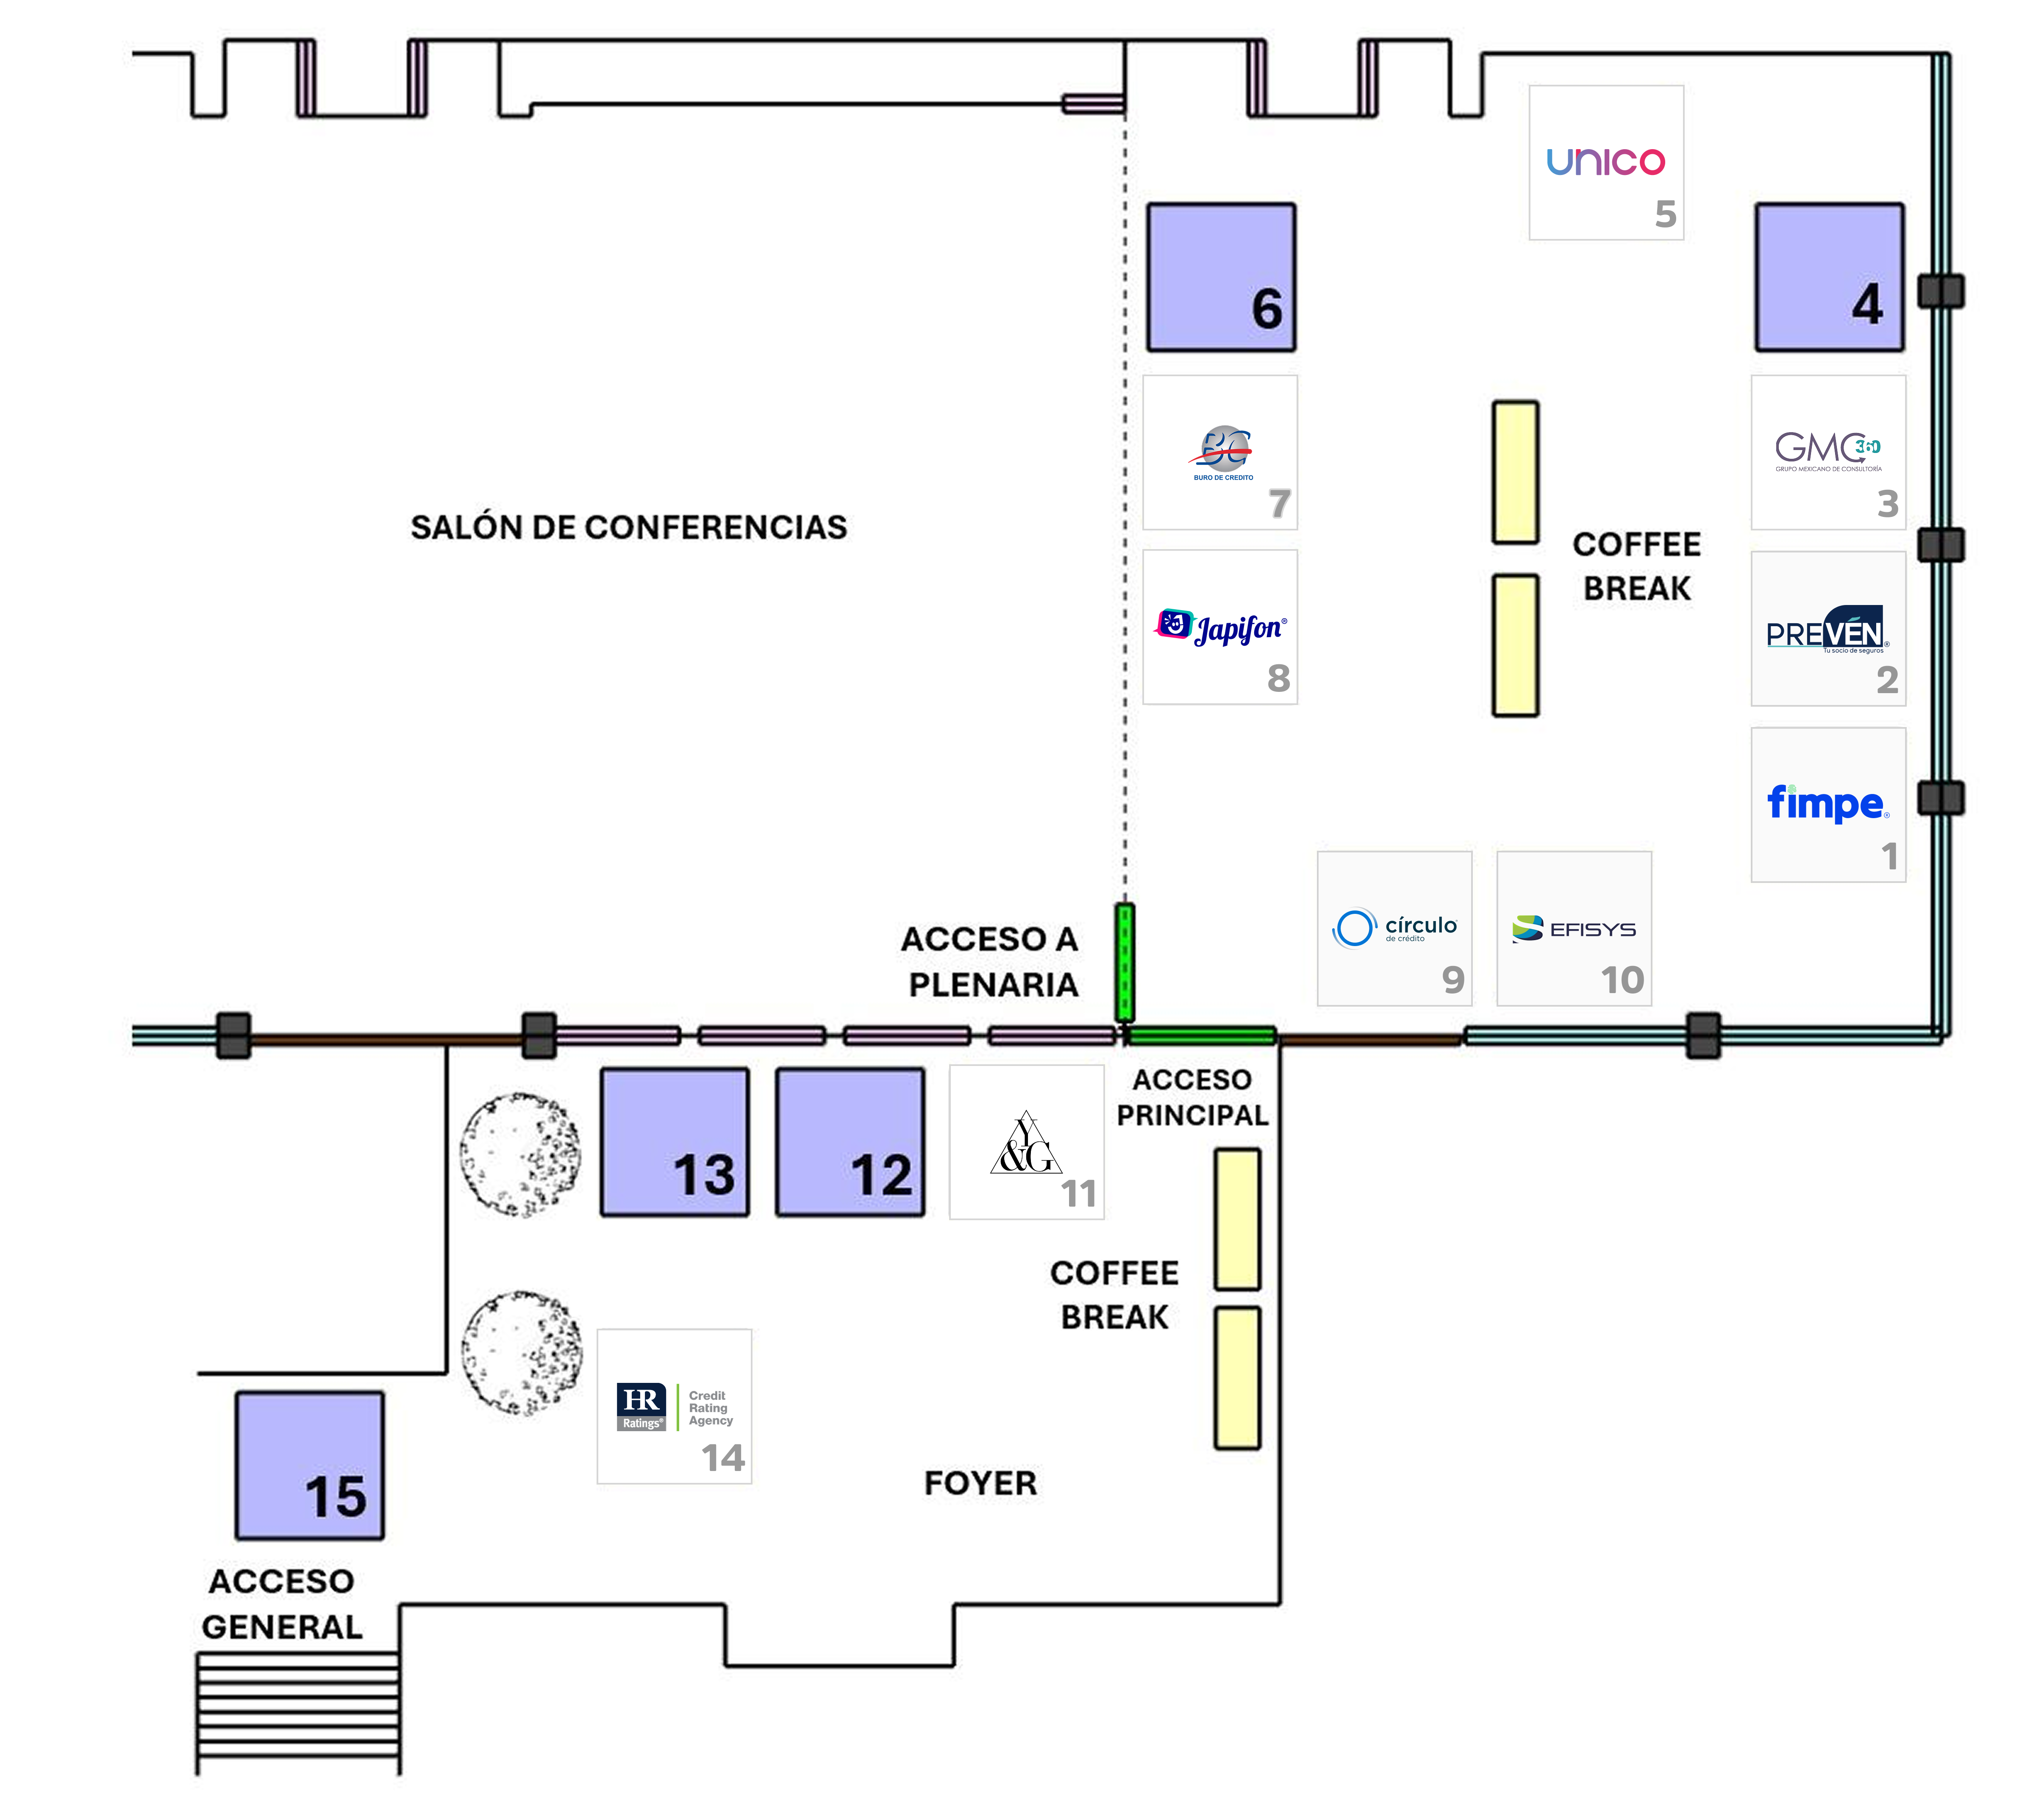 unico
5
6
4
BC
BURO DE CREDITO
7
GMC360
GRUPO MEXICANO DE CONSULTORÍA
3
SALÓN DE CONFERENCIAS
COFFEE
BREAK
Japifon®
8
PREVÉN®
Tu socio de seguros
2
fimpe®
1
ACCESO A
PLENARIA
círculo
de crédito
9
EFISYS
10
ACCESO
PRINCIPAL
13
12
Y
&G
11
COFFEE
BREAK
HR
Ratings®
Credit
Rating
Agency
14
15
FOYER
ACCESO
GENERAL